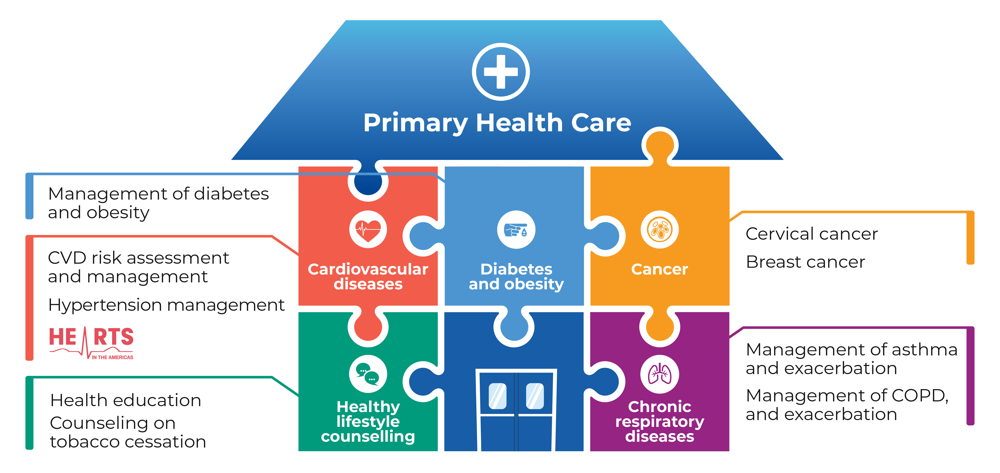 Primary Health Care
Management of diabetes
and obesity
CVD risk assessment
and management
Hypertension management
HEARTS
IN THE AMERICAS
Health education
Counseling on
tobacco cessation
Cardiovascular
diseases
Diabetes
and obesity
Cancer
Healthy
lifestyle
counselling
Chronic
respiratory
diseases
Cervical cancer
Breast cancer
Management of asthma
and exacerbation
Management of COPD,
and exacerbation